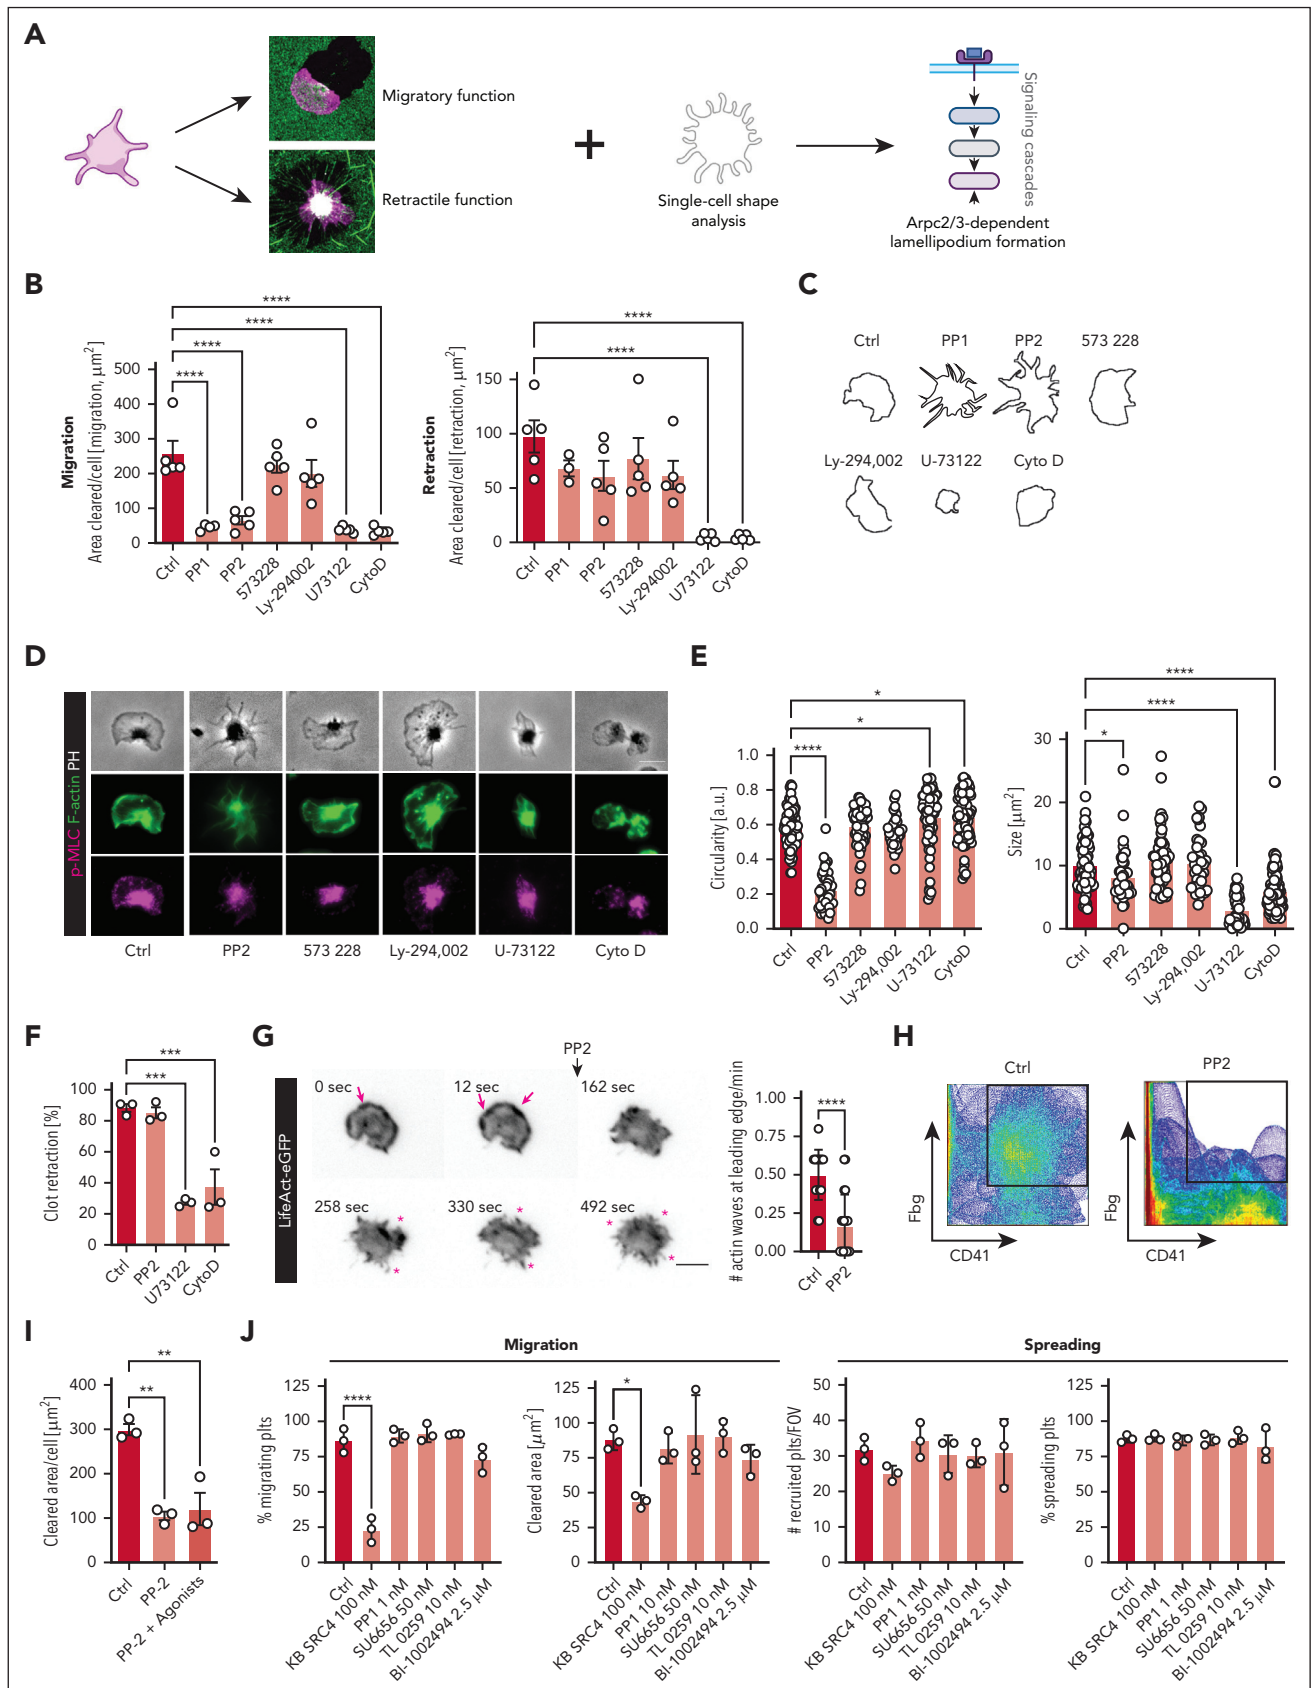 A
Migratory function
Retractile function
+
Single-cell shape
analysis
Signaling cascades
Arpc2/3-dependent
lamellipodium formation
B
Migration
Area cleared/cell [migration, μm²]
500
400
300
200
100
0
****
****
****
****
Ctrl
PP1
PP2
573228
Ly-294002
U73122
CytoD
Retraction
Area cleared/cell [retraction, μm²]
150
100
50
0
****
****
Ctrl
PP1
PP2
573228
Ly-294002
U73122
CytoD
C
Ctrl PP1 PP2 573 228
Ly-294,002 U-73122 Cyto D
D
p-MLC F-actin PH
Ctrl PP2 573 228 Ly-294,002 U-73122 Cyto D
E
Circularity [a.u.]
1.0
0.8
0.6
0.4
0.2
0
*
*
****
Ctrl
PP2
573228
Ly-294,002
U-73122
CytoD
Size [μm²]
30
20
10
0
****
****
*
Ctrl
PP2
573228
Ly-294,002
U-73122
CytoD
F
Clot retraction [%]
100
80
60
40
20
0
***
***
Ctrl
PP2
U73122
CytoD
G
LifeAct-eGFP
PP2
0 sec 12 sec 162 sec
258 sec 330 sec 492 sec
* * * * * *
# actin waves at leading edge/min
1.00
0.75
0.50
0.25
0.00
****
Ctrl
PP2
H
Ctrl
Fbg
CD41
PP2
Fbg
CD41
I
Cleared area/cell [μm²]
400
300
200
100
0
**
**
Ctrl
PP-2
PP-2 + Agonists
J
Migration
% migrating plts
125
100
75
50
25
0
****
Ctrl
KB SRC4 100 nM
PP1 1 nM
SU6656 50 nM
TL 0259 10 nM
BI-1002494 2.5 μM
Cleared area [μm²]
125
100
75
50
25
0
*
Ctrl
KB SRC4 100 nM
PP1 10 nM
SU6656 50 nM
TL 0259 10 nM
BI-1002494 2.5 μM
Spreading
# recruited plts/FOV
50
40
30
20
10
0
Ctrl
KB SRC4 100 nM
PP1 1 nM
SU6656 50 nM
TL 0259 10 nM
BI-1002494 2.5 μM
% spreading plts
125
100
75
50
25
0
Ctrl
KB SRC4 100 nM
PP1 1 nM
SU6656 50 nM
TL 0259 10 nM
BI-1002494 2.5 μM